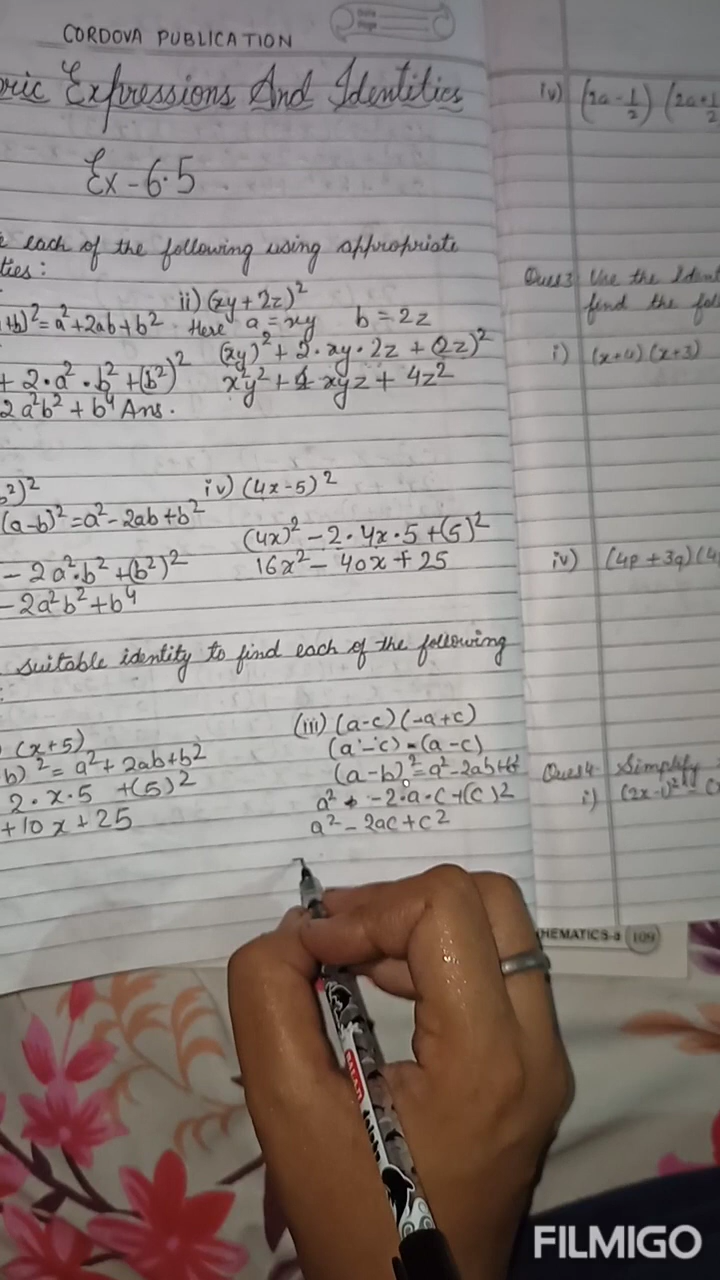 CORDOVA PUBLICATION
Expressions And Identities
Ex-6.5
each of the following using appropriate
ties:
ii) (xy + 2z)²
+b)² = a² + 2ab + b² Here a = xy b = 2z
(xy)² + 2·xy·2z + (2z)²
+ 2·a²·b² + (b²)²
x²y² + 4xyz + 4z²
2a²b² + b⁴ Ans.
b²)²
iv) (4x-5)²
(a-b)² = a² - 2ab + b²
(4x)² - 2·4x·5 + (5)²
- 2a²·b² + (b²)²
16x² - 40x + 25
- 2a²b² + b⁴
suitable identity to find each of the following
:
(x+5)
b)² = a² + 2ab + b²
2·x·5 + (5)²
+10x + 25
(iii) (a-c) (-a+c)
(a-c) - (a-c)
(a-b)² = a² - 2ab + b²
a² + -2·a·c + (c)²
a² - 2ac + c²
iv) (2a - 1/2) (2a + 1/2
Ques3 Use the Ident
find the fol
i) (x+4) (x+3)
iv) (4p + 3q) (4
Ques4. Simplify
i) (2x-1)² - (
HEMATICS-8 109
FILMIGO